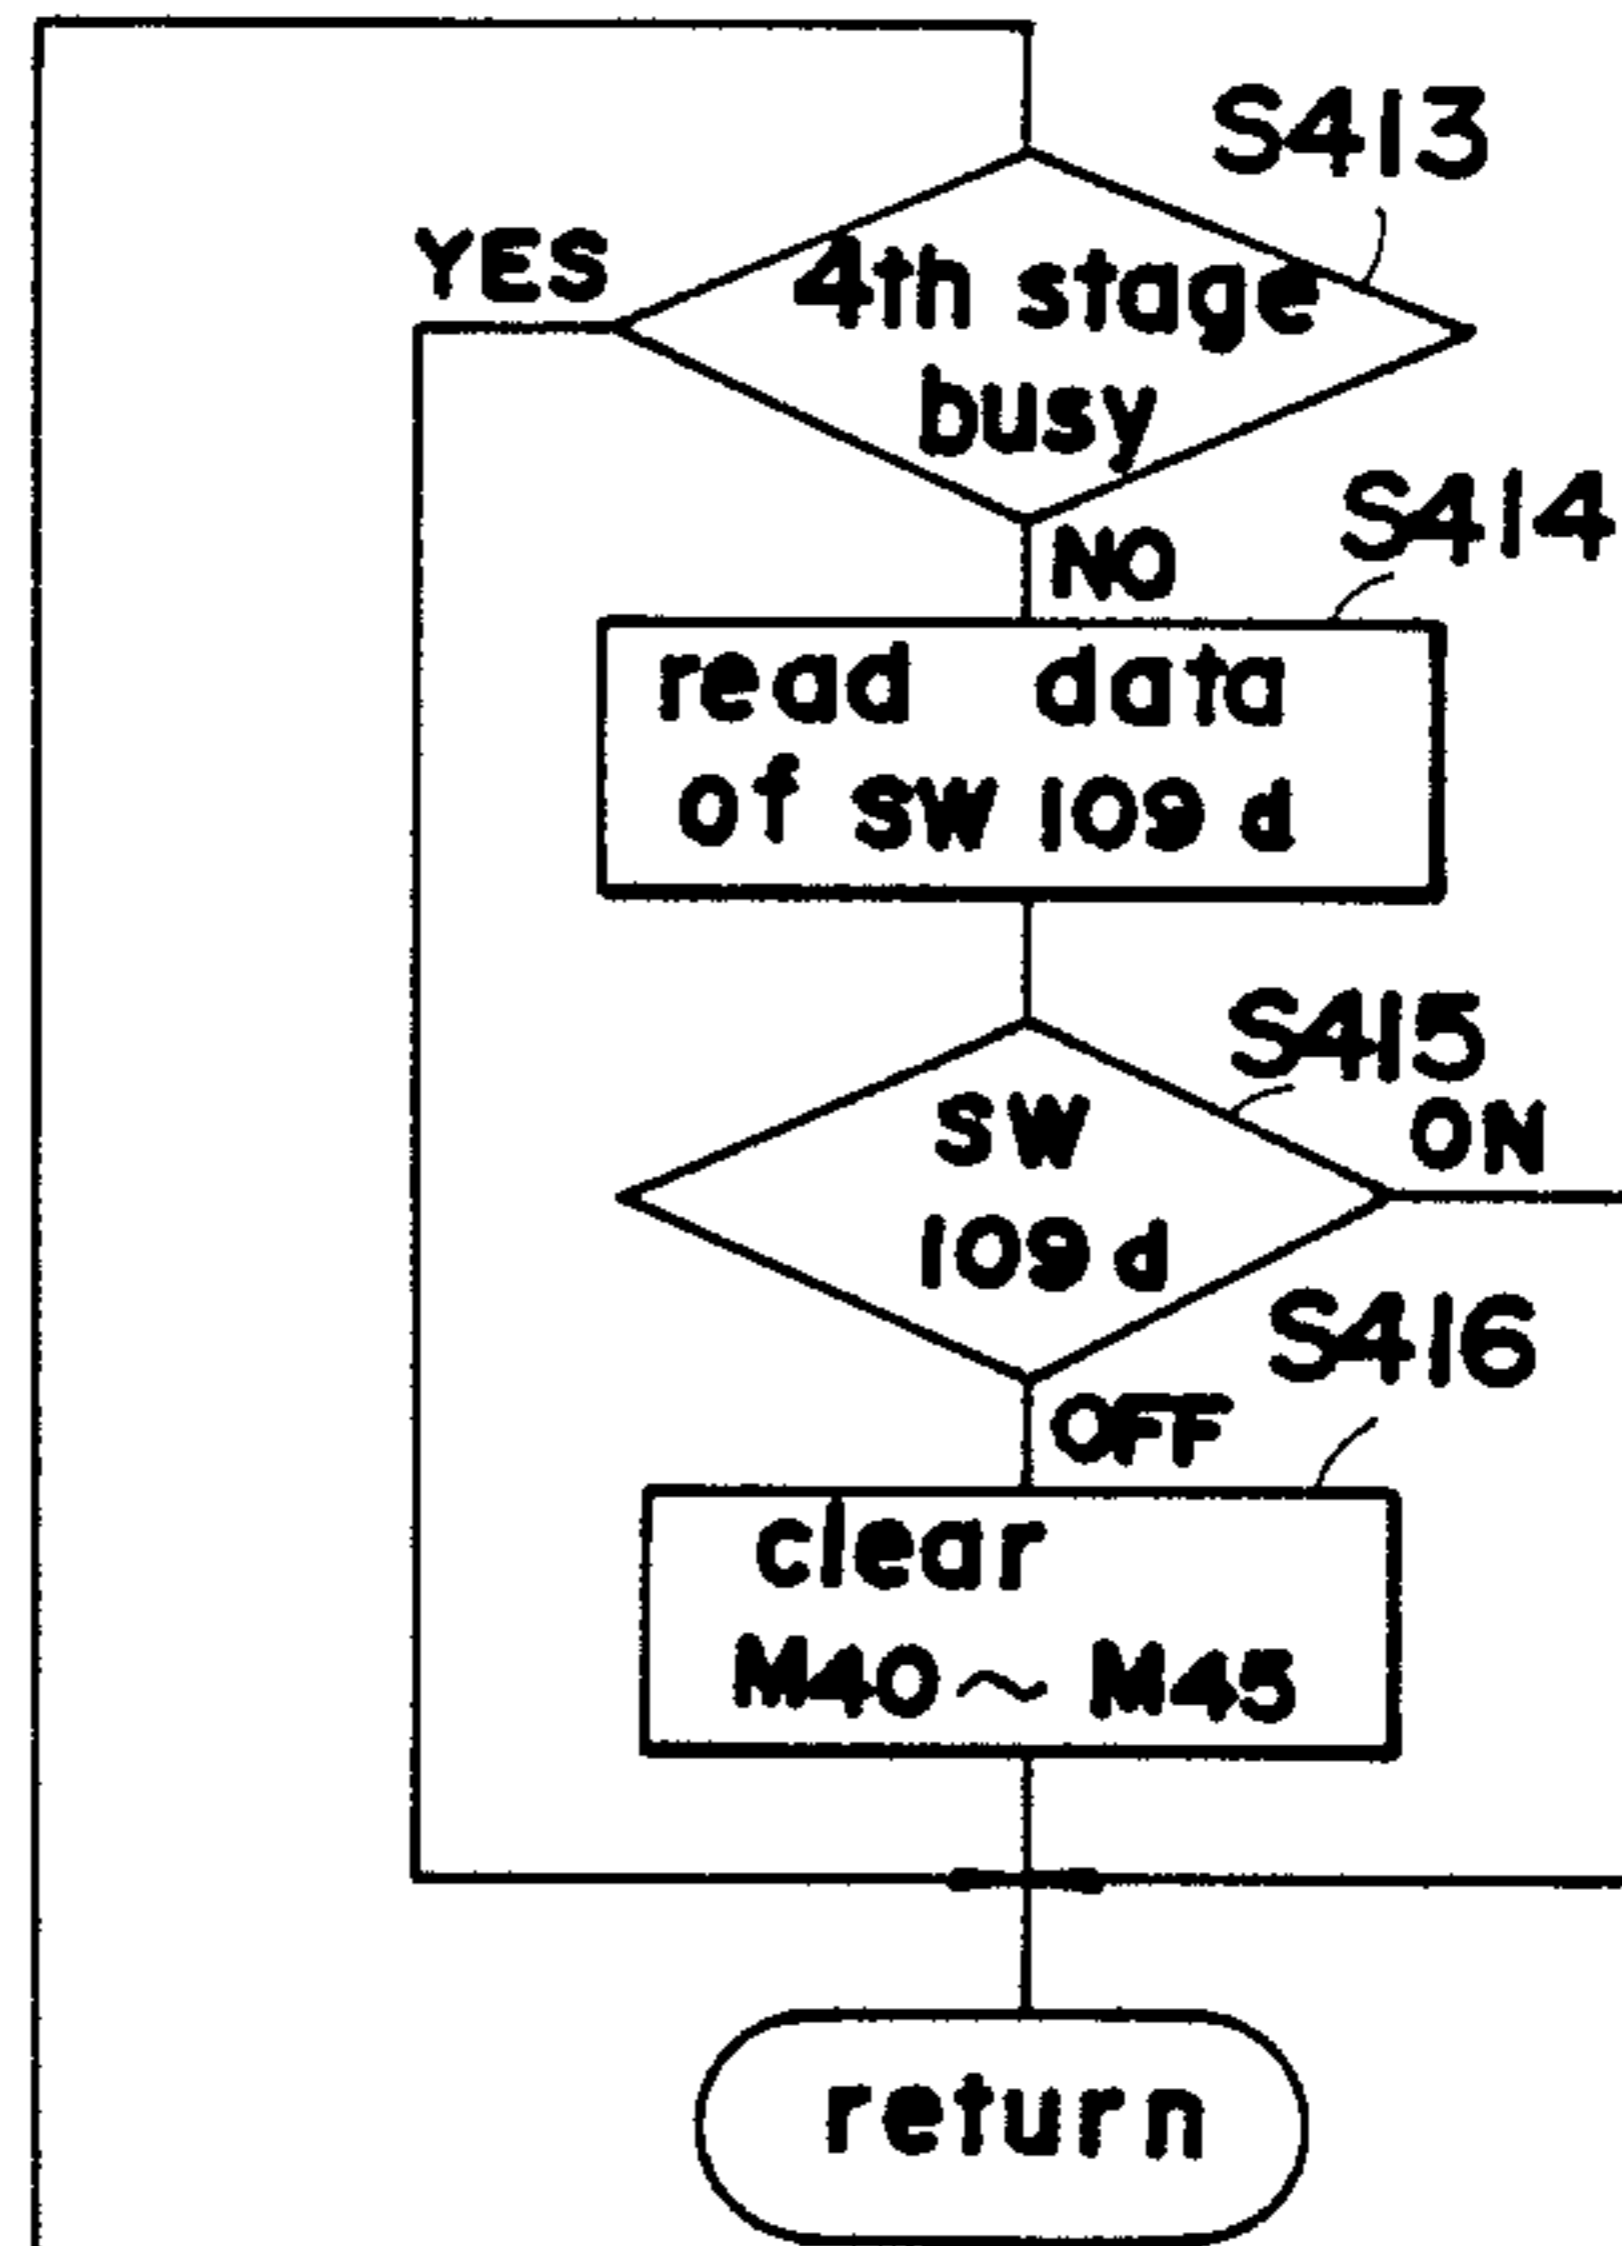 S413
YES
4th stage
busy
S414
NO
read data
of SW 109 d
S415
ON
SW
109 d
S416
OFF
clear
M40 ~ M45
return